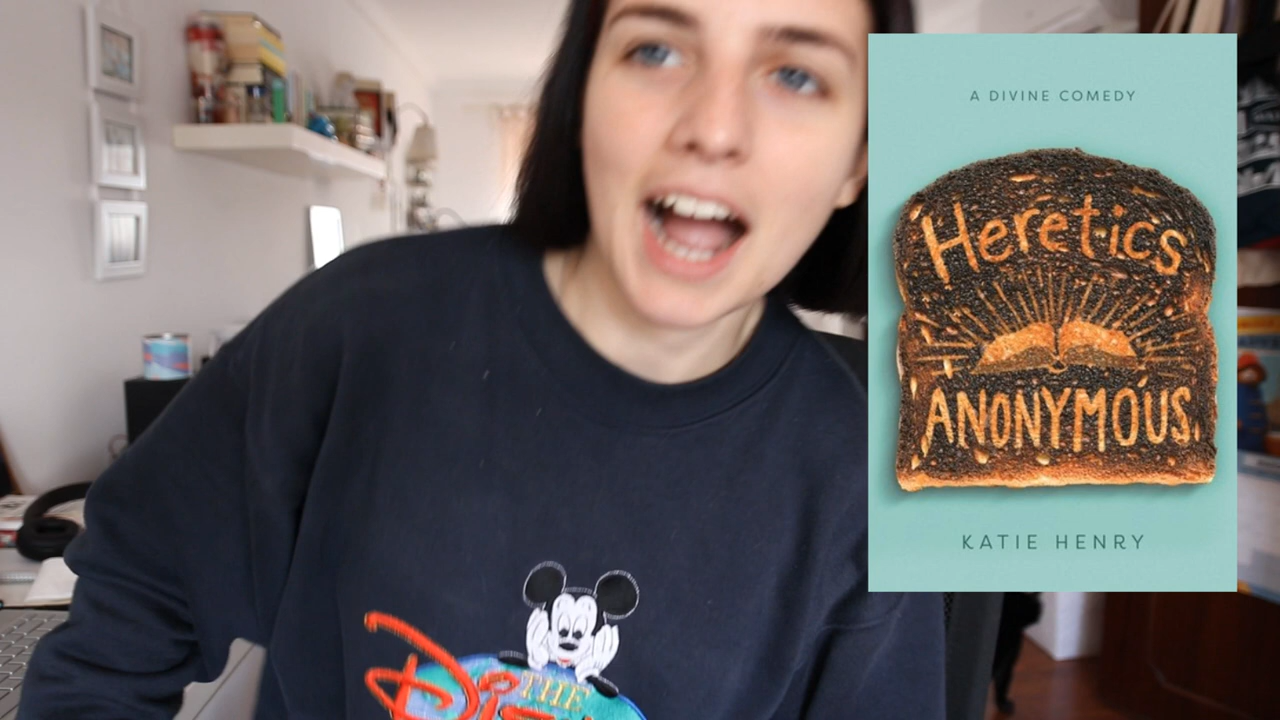 A DIVINE COMEDY
Heretics
ANONYMOUS
KATIE HENRY
THE